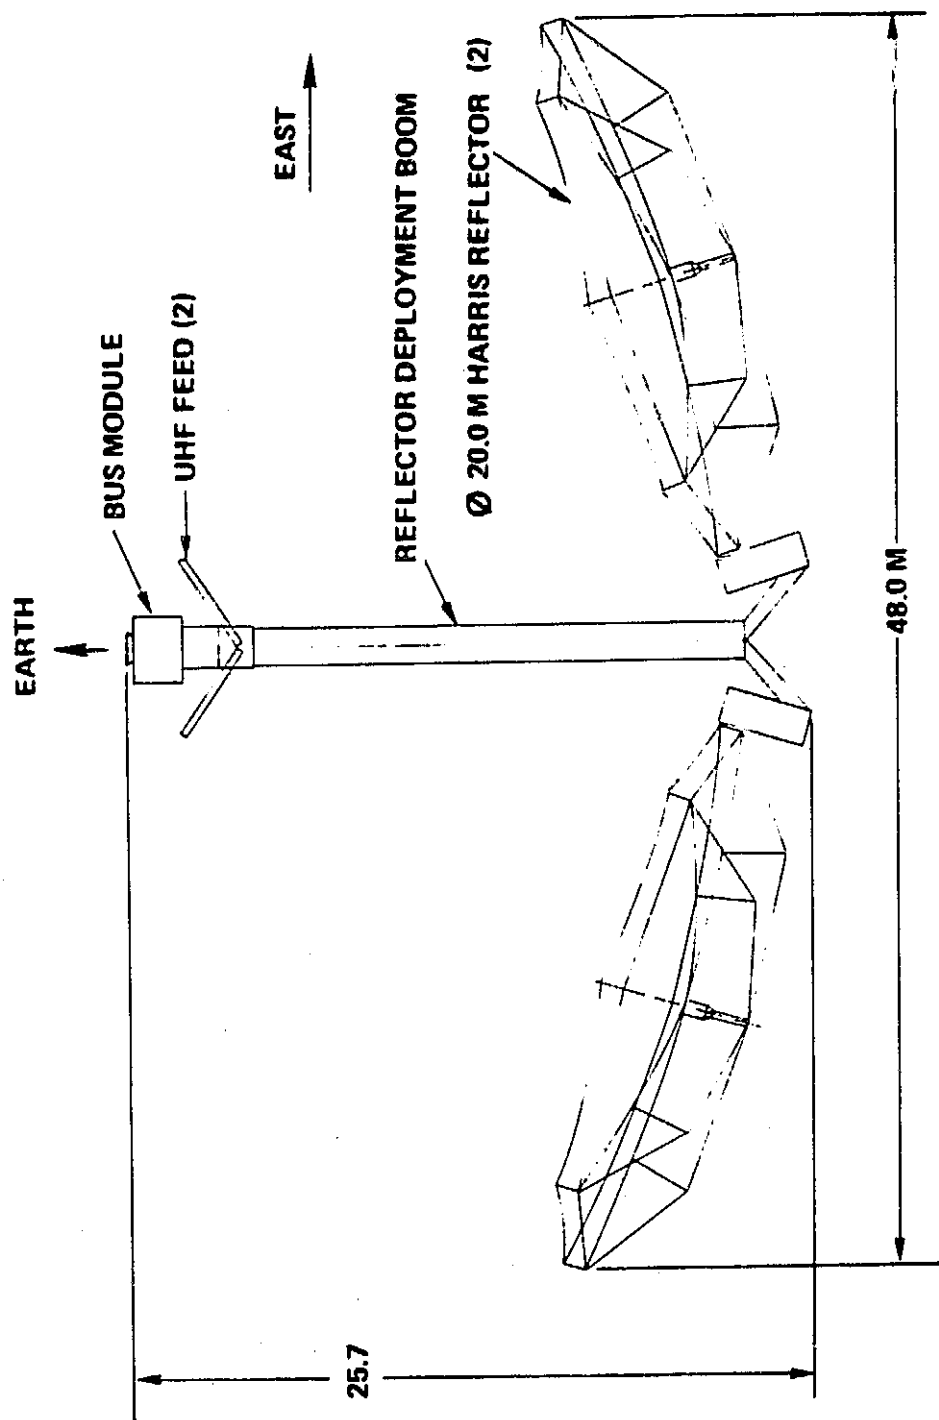 EARTH
BUS MODULE
UHF FEED (2)
EAST
REFLECTOR DEPLOYMENT BOOM
Ø 20.0 M HARRIS REFLECTOR (2)
25.7
48.0 M